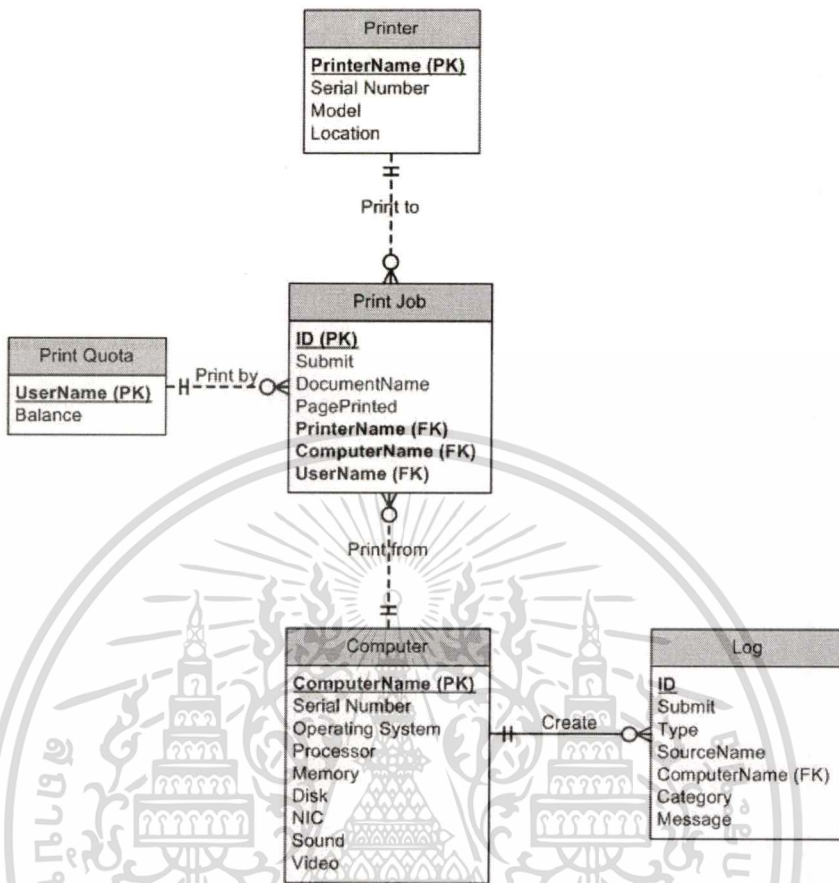 Printer
PrinterName (PK)
Serial Number
Model
Location
Print to
Print Job
ID (PK)
Submit
DocumentName
PagePrinted
PrinterName (FK)
ComputerName (FK)
UserName (FK)
Print Quota
UserName (PK)
Balance
Print by
Print from
Computer
ComputerName (PK)
Serial Number
Operating System
Processor
Memory
Disk
NIC
Sound
Video
Create
Log
ID
Submit
Type
SourceName
ComputerName (FK)
Category
Message